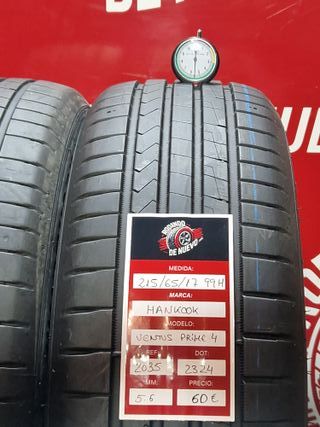 RODANDO
DE NUEVO
MEDIDA:
215/65/17 99H
MARCA:
HANKOOK
MODELO:
VENTUS PRIME 4
REF: DOT:
2035 2324
MM: PRECIO:
5.6 60€